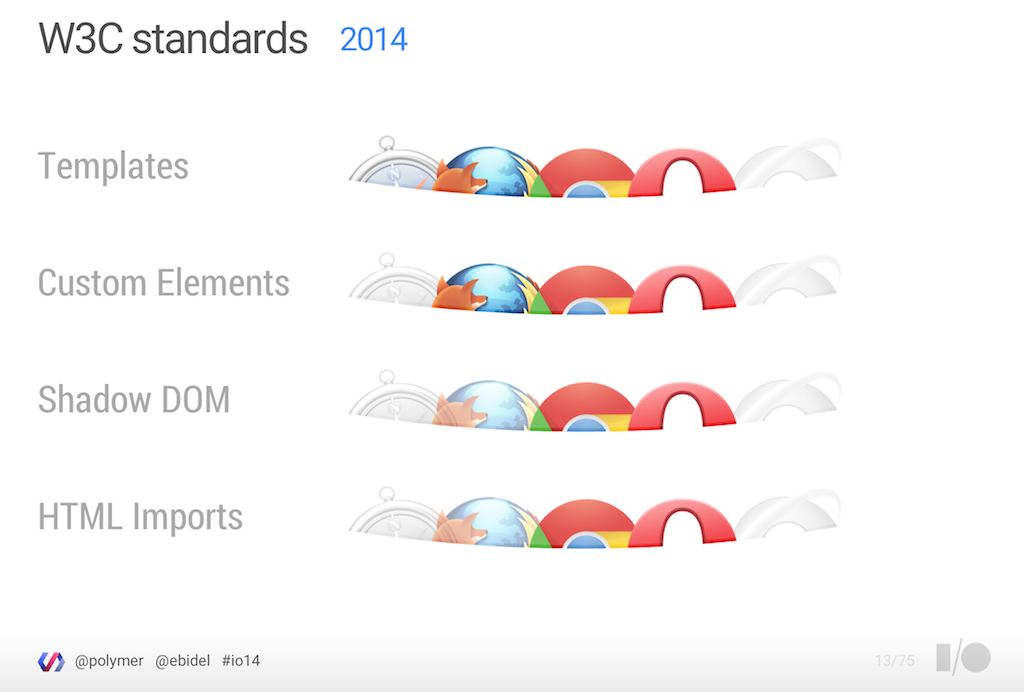 W3C standards 2014
Templates
Custom Elements
Shadow DOM
HTML Imports
@polymer @ebidel #io14 13/75 I/O